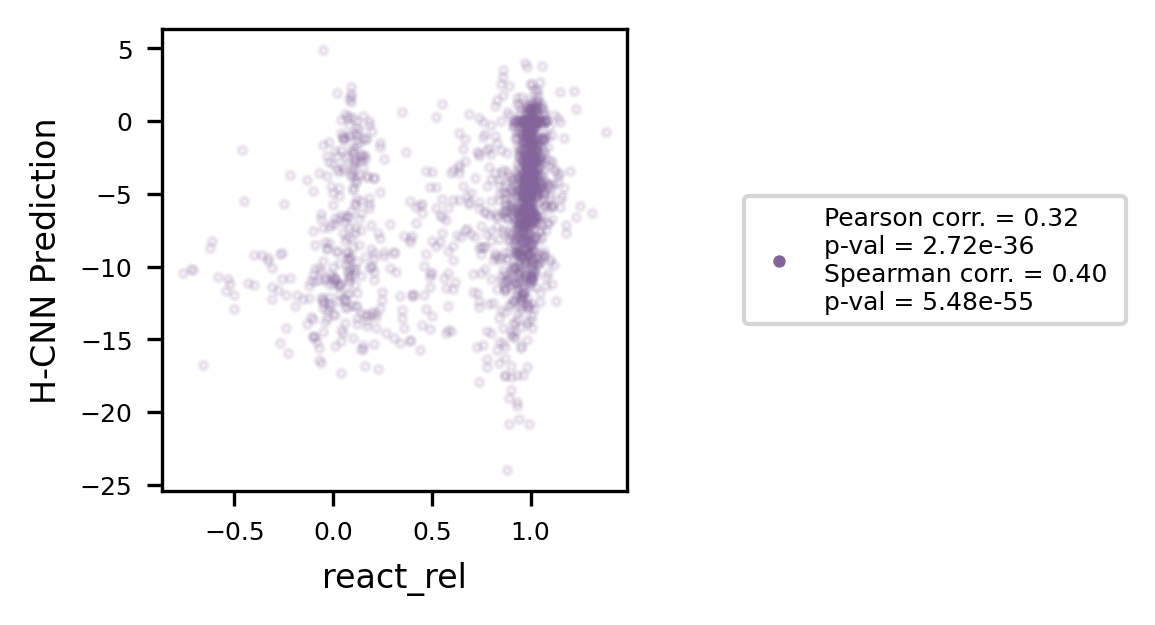 5
0
−5
−10
−15
−20
−25
H-CNN Prediction
−0.5 0.0 0.5 1.0
react_rel
Pearson corr. = 0.32
p-val = 2.72e-36
Spearman corr. = 0.40
p-val = 5.48e-55